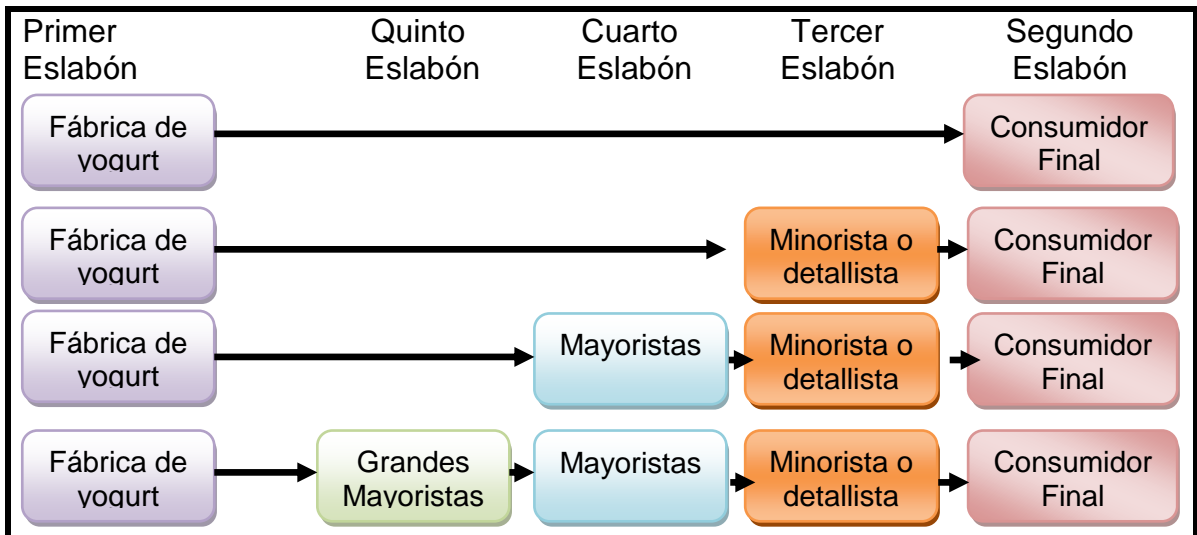 Primer Quinto Cuarto Tercer Segundo
Eslabón Eslabón Eslabón Eslabón Eslabón
Fábrica de Consumidor
yogurt Final
Fábrica de Minorista o Consumidor
yogurt detallista Final
Fábrica de Mayoristas Minorista o Consumidor
yogurt detallista Final
Fábrica de Grandes Mayoristas Minorista o Consumidor
yogurt Mayoristas detallista Final